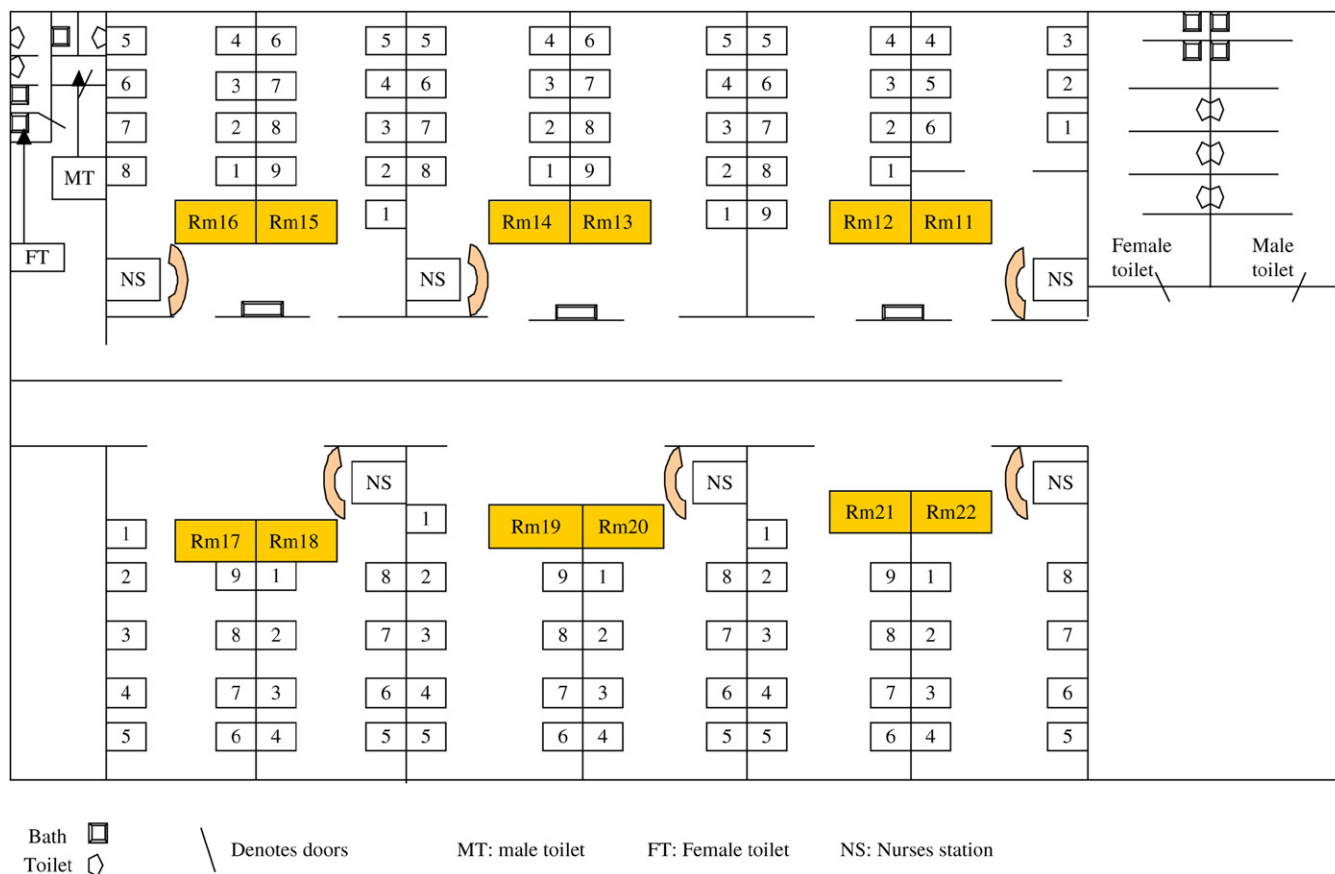 5 4 6 5 5 4 6 5 5 4 4 3
6 3 7 4 6 3 7 4 6 3 5 2
7 2 8 3 7 2 8 3 7 2 6 1
MT 8 1 9 2 8 1 9 2 8 1
Rm16 Rm15 1 Rm14 Rm13 1 9 Rm12 Rm11
FT NS NS NS Female Male
toilet toilet
NS NS NS
1 Rm17 Rm18 1 Rm19 Rm20 1 Rm21 Rm22
2 9 1 8 2 9 1 8 2 9 1 8
3 8 2 7 3 8 2 7 3 8 2 7
4 7 3 6 4 7 3 6 4 7 3 6
5 6 4 5 5 6 4 5 5 6 4 5
Bath
Toilet
Denotes doors MT: male toilet FT: Female toilet NS: Nurses station